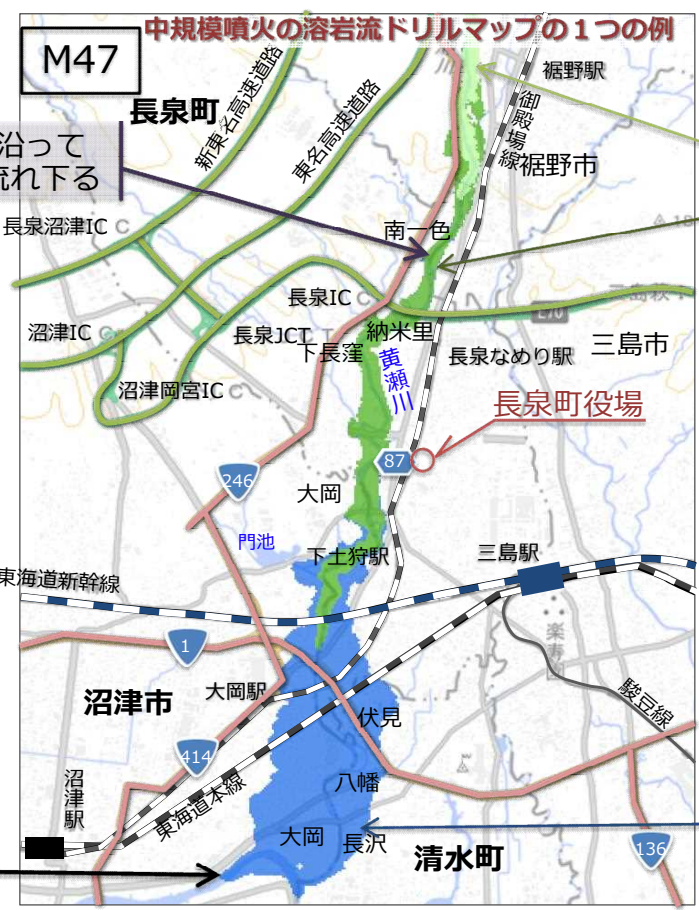 中規模噴火の溶岩流ドリルマップの１つの例
M47
裾野駅
長泉町
新東名高速道路
東名高速道路
御殿場線
裾野市
沿って
流れ下る
長泉沼津IC
南一色
長泉IC
沼津IC
長泉JCT
納米里
下長窪
長泉なめり駅
三島市
黄瀬川
沼津岡宮IC
長泉町役場
87
246
大岡
門池
下土狩駅
三島駅
東海道新幹線
楽寿園
1
沼津市
大岡駅
駿豆線
伏見
414
八幡
沼津駅
東海道本線
大岡
長沢
清水町
136